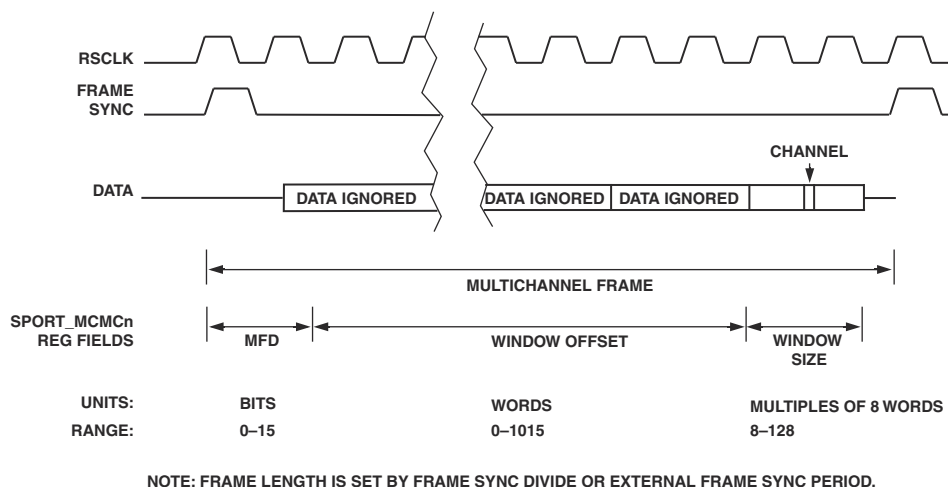 RSCLK
FRAME
SYNC
CHANNEL
DATA
DATA IGNORED
DATA IGNORED
DATA IGNORED
MULTICHANNEL FRAME
SPORT_MCMCn
REG FIELDS
MFD
WINDOW OFFSET
WINDOW
SIZE
UNITS:
BITS
WORDS
MULTIPLES OF 8 WORDS
RANGE:
0–15
0–1015
8–128
NOTE: FRAME LENGTH IS SET BY FRAME SYNC DIVIDE OR EXTERNAL FRAME SYNC PERIOD.